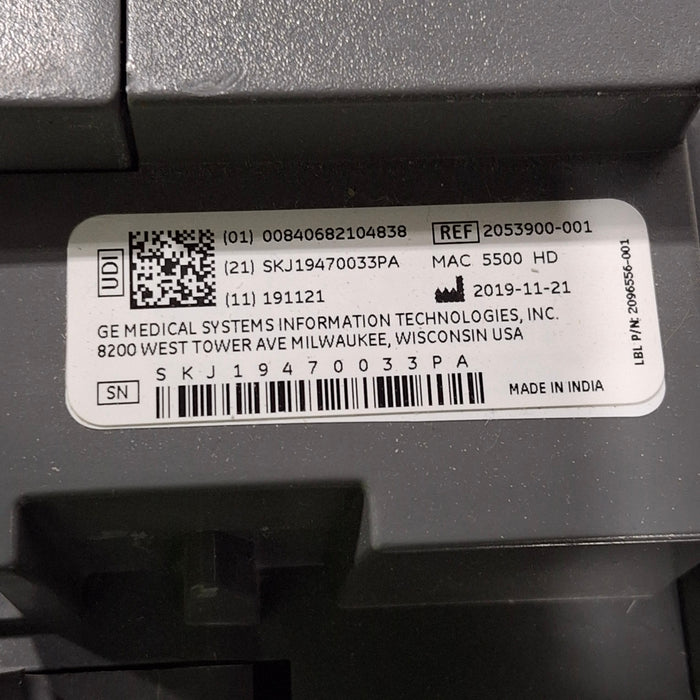 UDI
(01) 00840682104838
REF 2053900-001
(21) SKJ19470033PA
MAC 5500 HD
(11) 191121
2019-11-21
GE MEDICAL SYSTEMS INFORMATION TECHNOLOGIES, INC.
8200 WEST TOWER AVE MILWAUKEE, WISCONSIN USA
SKJ19470033PA
SN
MADE IN INDIA
LBL P/N: 2096556-001